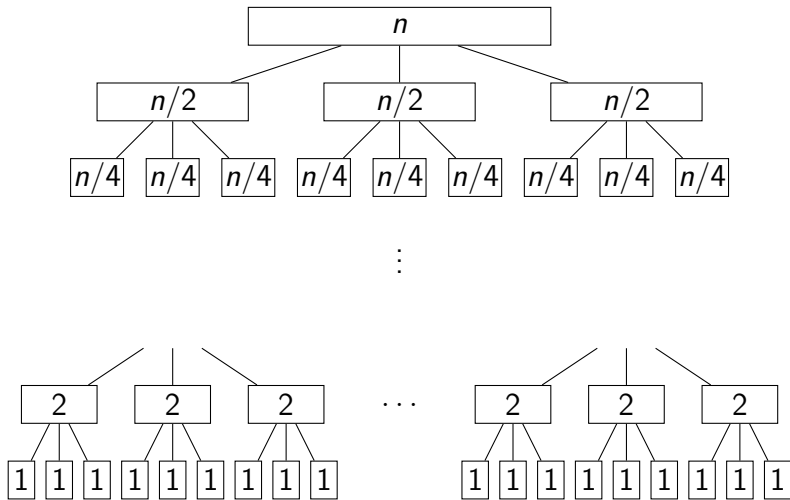 n
n/2 n/2 n/2
n/4 n/4 n/4 n/4 n/4 n/4 n/4 n/4 n/4
⋮
2 2 2 ⋯ 2 2 2
1 1 1 1 1 1 1 1 1 1 1 1 1 1 1 1 1 1